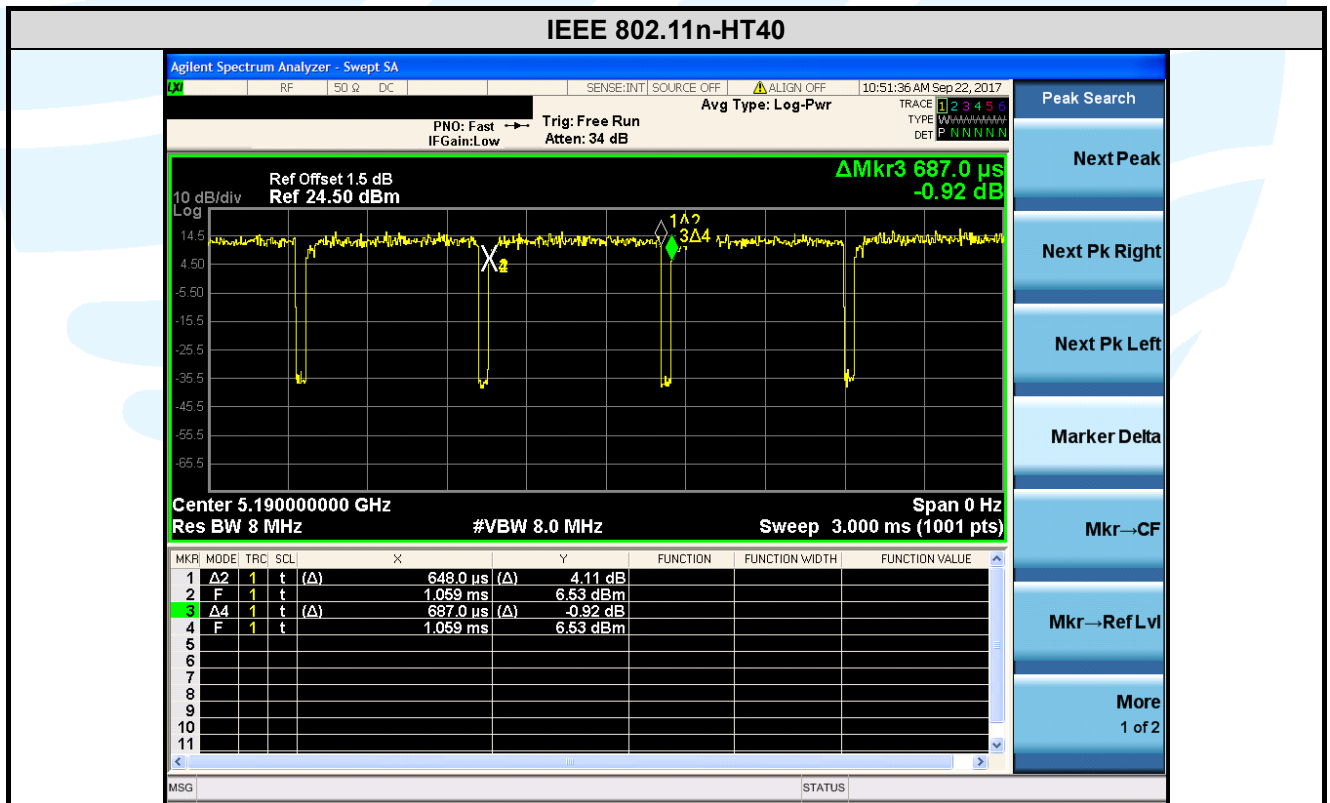 IEEE 802.11n-HT40
Agilent Spectrum Analyzer - Swept SA
LXI RF 50 Ω DC SENSE:INT SOURCE OFF ALIGN OFF 10:51:36 AM Sep 22, 2017
PNO: Fast Trig: Free Run Avg Type: Log-Pwr TRACE 1 2 3 4 5 6
IFGain:Low Atten: 34 dB TYPE WWWWWW
DET P N N N N N
Peak Search
Next Peak
Next Pk Right
Next Pk Left
Marker Delta
Mkr→CF
Mkr→Ref Lvl
More
1 of 2
ΔMkr3 687.0 µs
-0.92 dB
Ref Offset 1.5 dB
10 dB/div Ref 24.50 dBm
Log
1Δ2
3Δ4
14.5
4.50
-5.50
-15.5
-25.5
-35.5
-45.5
-55.5
-65.5
Center 5.190000000 GHz Span 0 Hz
Res BW 8 MHz #VBW 8.0 MHz Sweep 3.000 ms (1001 pts)
MKR MODE TRC SCL X Y FUNCTION FUNCTION WIDTH FUNCTION VALUE
1 Δ2 1 t (Δ) 648.0 µs (Δ) 4.11 dB
2 F 1 t 1.059 ms 6.53 dBm
3 Δ4 1 t (Δ) 687.0 µs (Δ) -0.92 dB
4 F 1 t 1.059 ms 6.53 dBm
5
6
7
8
9
10
11
MSG STATUS